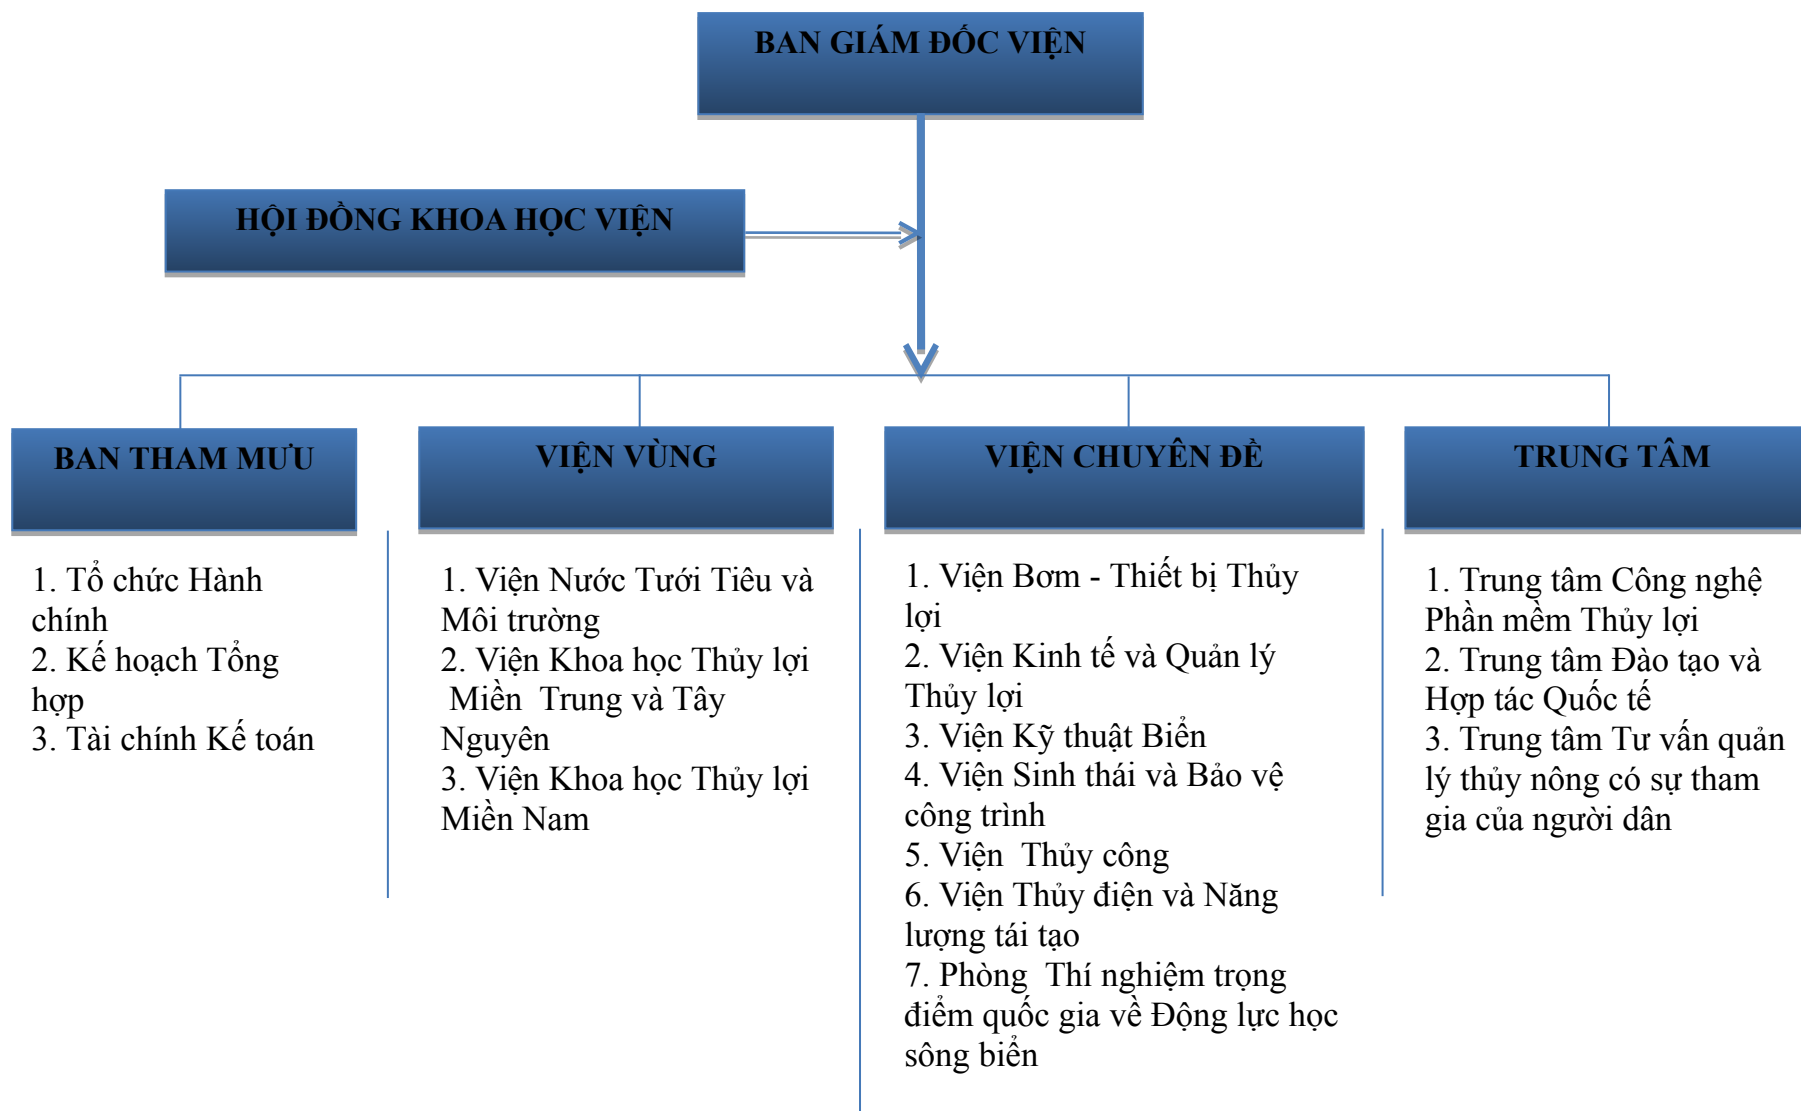 BAN GIÁM ĐỐC VIỆN
HỘI ĐỒNG KHOA HỌC VIỆN
BAN THAM MƯU
1. Tổ chức Hành
chính
2. Kế hoạch Tổng
hợp
3. Tài chính Kế toán
VIỆN VÙNG
1. Viện Nước Tưới Tiêu và
Môi trường
2. Viện Khoa học Thủy lợi
Miền Trung và Tây
Nguyên
3. Viện Khoa học Thủy lợi
Miền Nam
VIỆN CHUYÊN ĐỀ
1. Viện Bơm - Thiết bị Thủy
lợi
2. Viện Kinh tế và Quản lý
Thủy lợi
3. Viện Kỹ thuật Biển
4. Viện Sinh thái và Bảo vệ
công trình
5. Viện Thủy công
6. Viện Thủy điện và Năng
lượng tái tạo
7. Phòng Thí nghiệm trọng
điểm quốc gia về Động lực học
sông biển
TRUNG TÂM
1. Trung tâm Công nghệ
Phần mềm Thủy lợi
2. Trung tâm Đào tạo và
Hợp tác Quốc tế
3. Trung tâm Tư vấn quản
lý thủy nông có sự tham
gia của người dân